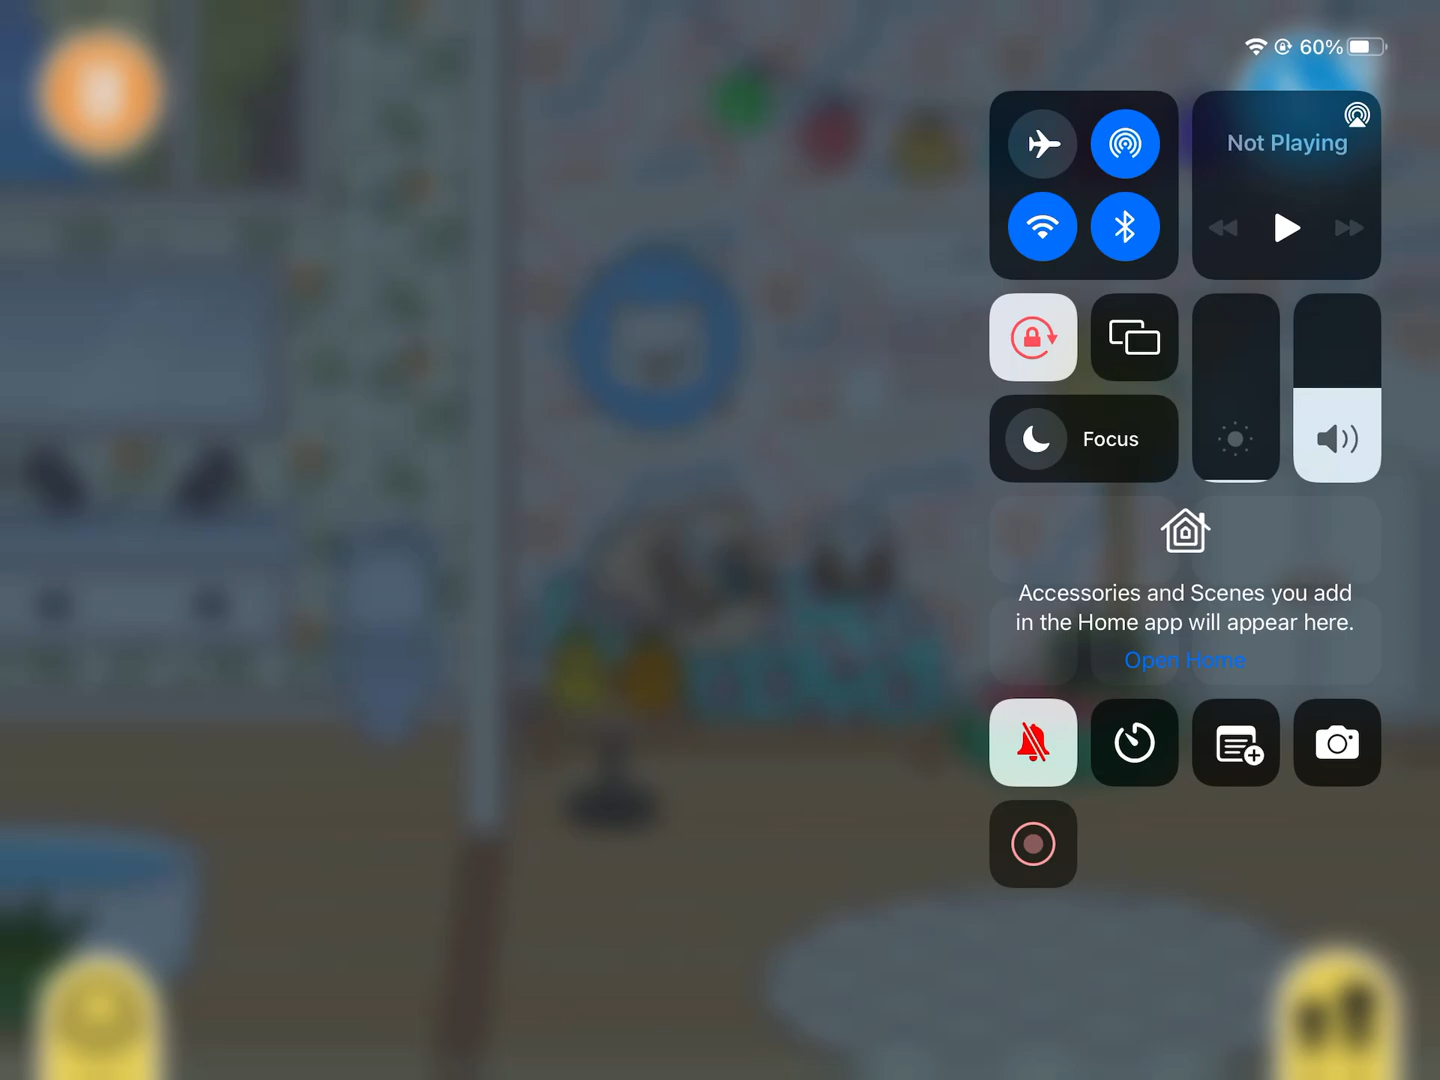 60%
Not Playing
Focus
Accessories and Scenes you add
in the Home app will appear here.
Open Home